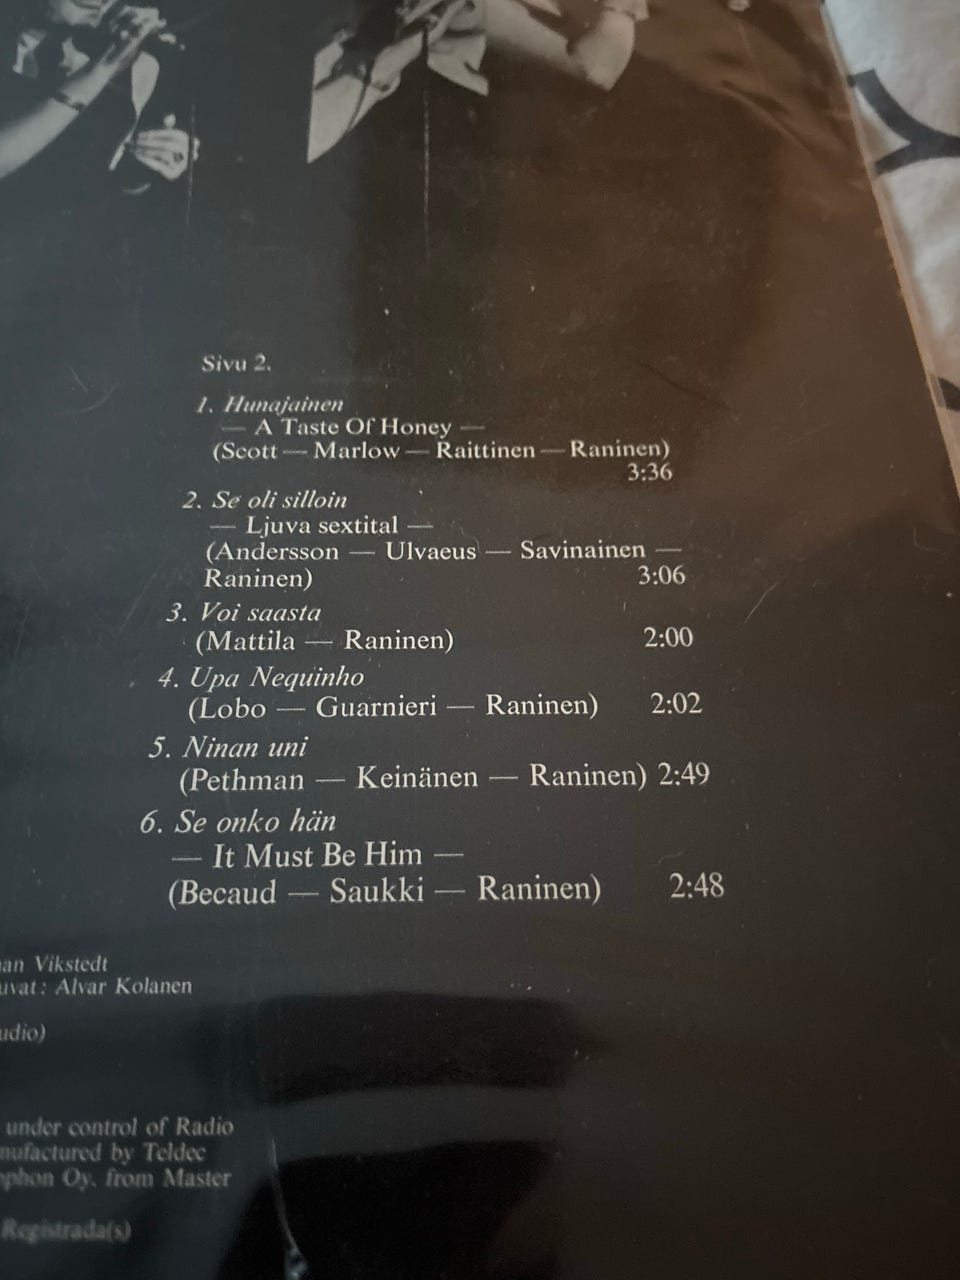 Sivu 2.
1. Hunajainen
— A Taste Of Honey —
(Scott — Marlow — Raittinen — Raninen)
3:36
2. Se oli silloin
— Ljuva sextital —
(Andersson — Ulvaeus — Savinainen —
Raninen) 3:06
3. Voi saasta
(Mattila — Raninen) 2:00
4. Upa Nequinho
(Lobo — Guarnieri — Raninen) 2:02
5. Ninan uni
(Pethman — Keinänen — Raninen) 2:49
6. Se onko hän
— It Must Be Him —
(Becaud — Saukki — Raninen) 2:48
Vikstedt
Alvar Kolanen
under control of Radio
by Teldec
Oy. from Master
Registrada(s)